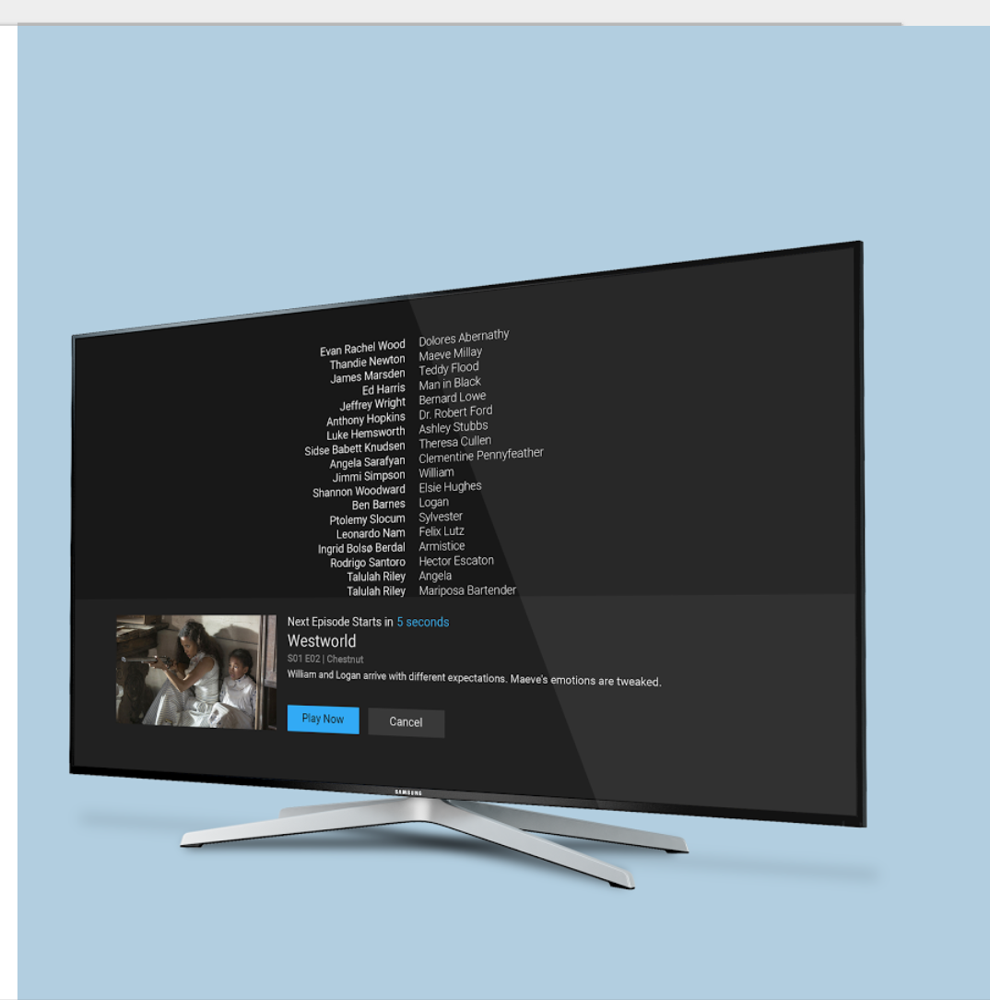 Evan Rachel Wood Dolores Abernathy
Thandie Newton Maeve Millay
James Marsden Teddy Flood
Ed Harris Man in Black
Jeffrey Wright Bernard Lowe
Anthony Hopkins Dr. Robert Ford
Luke Hemsworth Ashley Stubbs
Sidse Babett Knudsen Theresa Cullen
Angela Sarafyan Clementine Pennyfeather
Jimmi Simpson William
Shannon Woodward Elsie Hughes
Ben Barnes Logan
Ptolemy Slocum Sylvester
Leonardo Nam Felix Lutz
Ingrid Bolsø Berdal Armistice
Rodrigo Santoro Hector Escaton
Talulah Riley Angela
Talulah Riley Mariposa Bartender
Next Episode Starts in 5 seconds
Westworld
S01 E02 | Chestnut
William and Logan arrive with different expectations. Maeve's emotions are tweaked.
Play Now Cancel
SAMSUNG